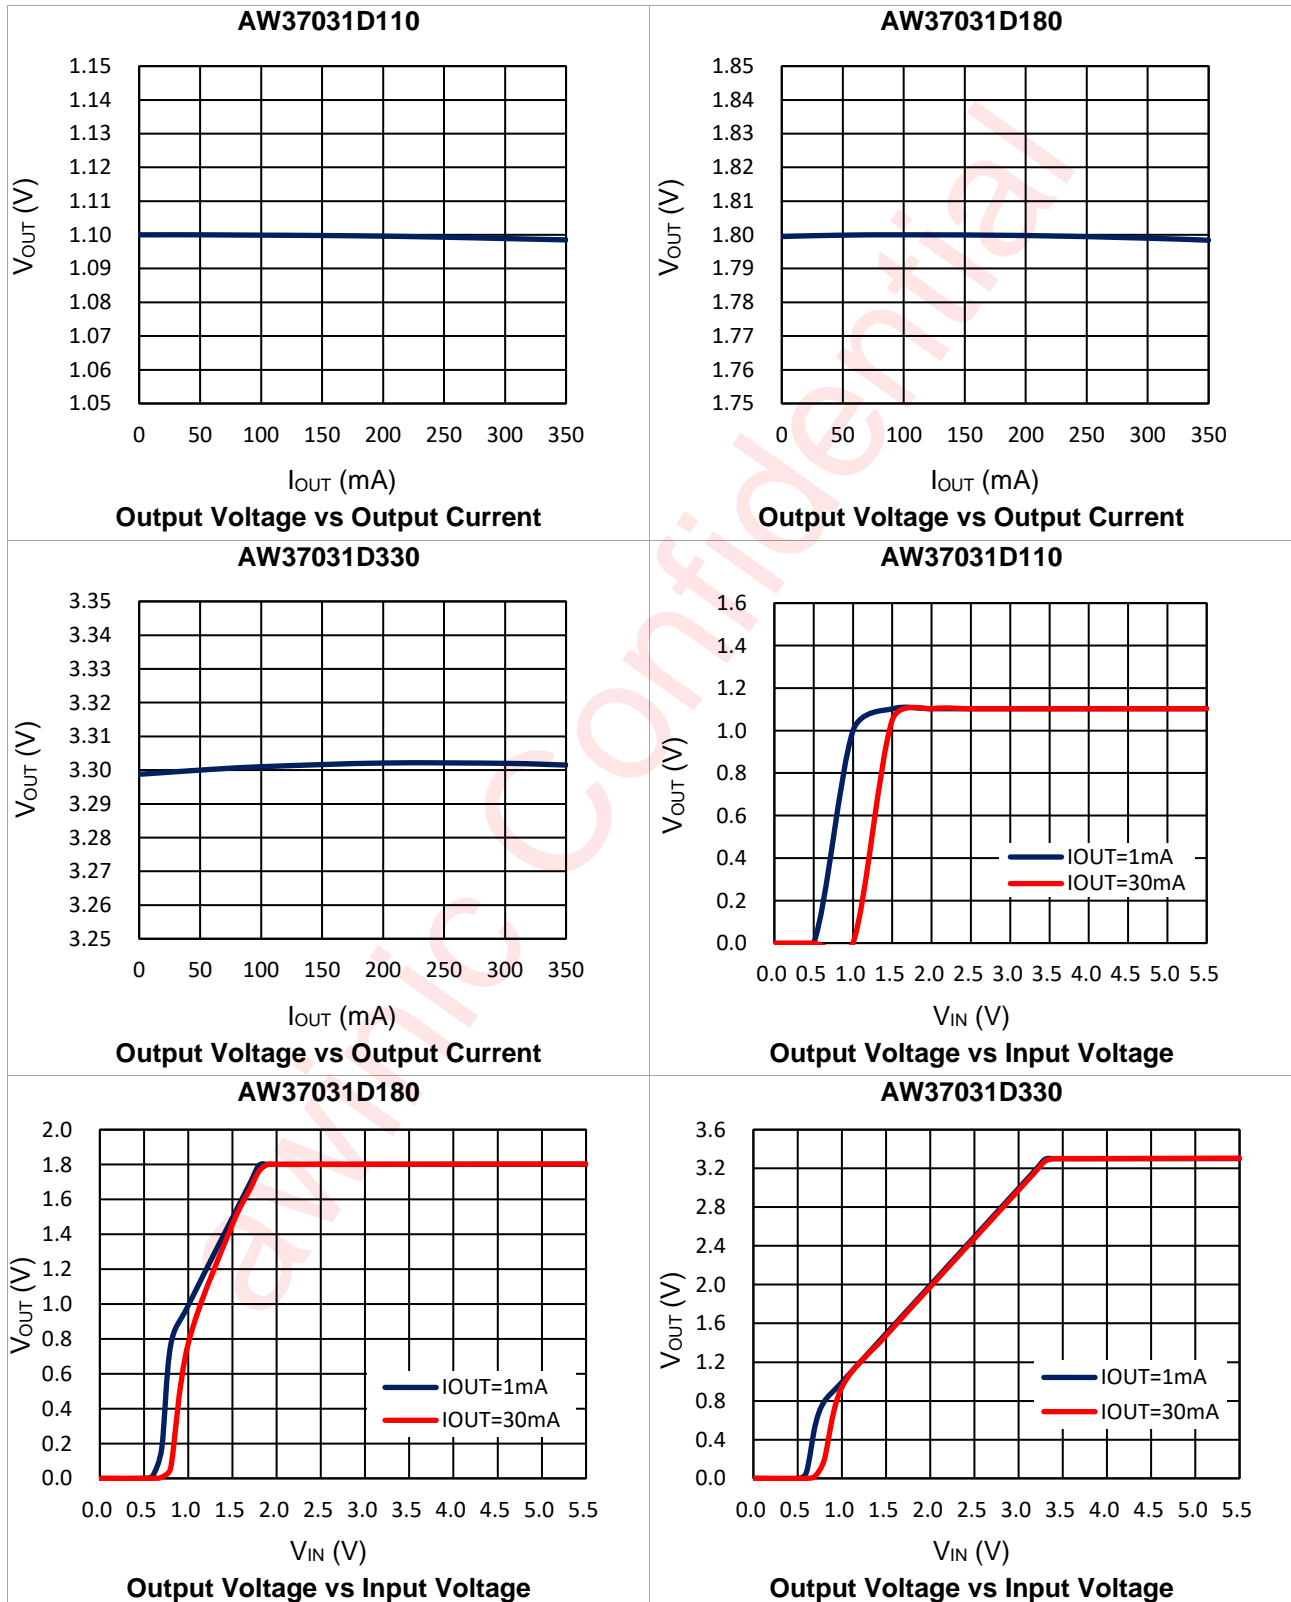 AW37031D110
1.15
1.14
1.13
1.12
1.11
1.10
1.09
1.08
1.07
1.06
1.05
VOUT (V)
0 50 100 150 200 250 300 350
IOUT (mA)
Output Voltage vs Output Current
AW37031D180
1.85
1.84
1.83
1.82
1.81
1.80
1.79
1.78
1.77
1.76
1.75
VOUT (V)
0 50 100 150 200 250 300 350
IOUT (mA)
Output Voltage vs Output Current
AW37031D330
3.35
3.34
3.33
3.32
3.31
3.30
3.29
3.28
3.27
3.26
3.25
VOUT (V)
0 50 100 150 200 250 300 350
IOUT (mA)
Output Voltage vs Output Current
AW37031D110
1.6
1.4
1.2
1.0
0.8
0.6
0.4
0.2
0.0
VOUT (V)
IOUT=1mA
IOUT=30mA
0.0 0.5 1.0 1.5 2.0 2.5 3.0 3.5 4.0 4.5 5.0 5.5
VIN (V)
Output Voltage vs Input Voltage
AW37031D180
2.0
1.8
1.6
1.4
1.2
1.0
0.8
0.6
0.4
0.2
0.0
VOUT (V)
IOUT=1mA
IOUT=30mA
0.0 0.5 1.0 1.5 2.0 2.5 3.0 3.5 4.0 4.5 5.0 5.5
VIN (V)
Output Voltage vs Input Voltage
AW37031D330
3.6
3.2
2.8
2.4
2.0
1.6
1.2
0.8
0.4
0.0
VOUT (V)
IOUT=1mA
IOUT=30mA
0.0 0.5 1.0 1.5 2.0 2.5 3.0 3.5 4.0 4.5 5.0 5.5
VIN (V)
Output Voltage vs Input Voltage
awinic Confidential